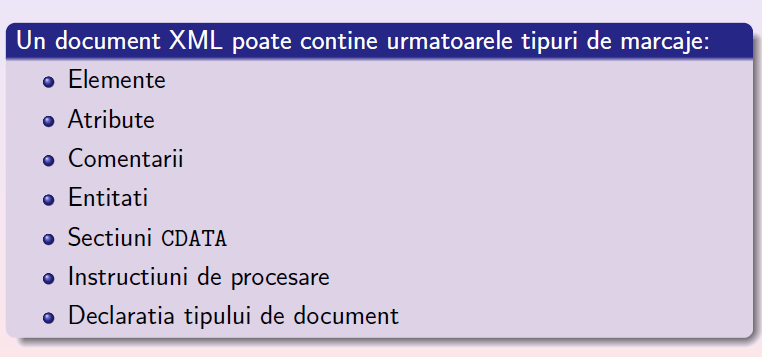 Un document XML poate contine urmatoarele tipuri de marcaje:
Elemente
Atribute
Comentarii
Entitati
Sectiuni CDATA
Instructiuni de procesare
Declaratia tipului de document